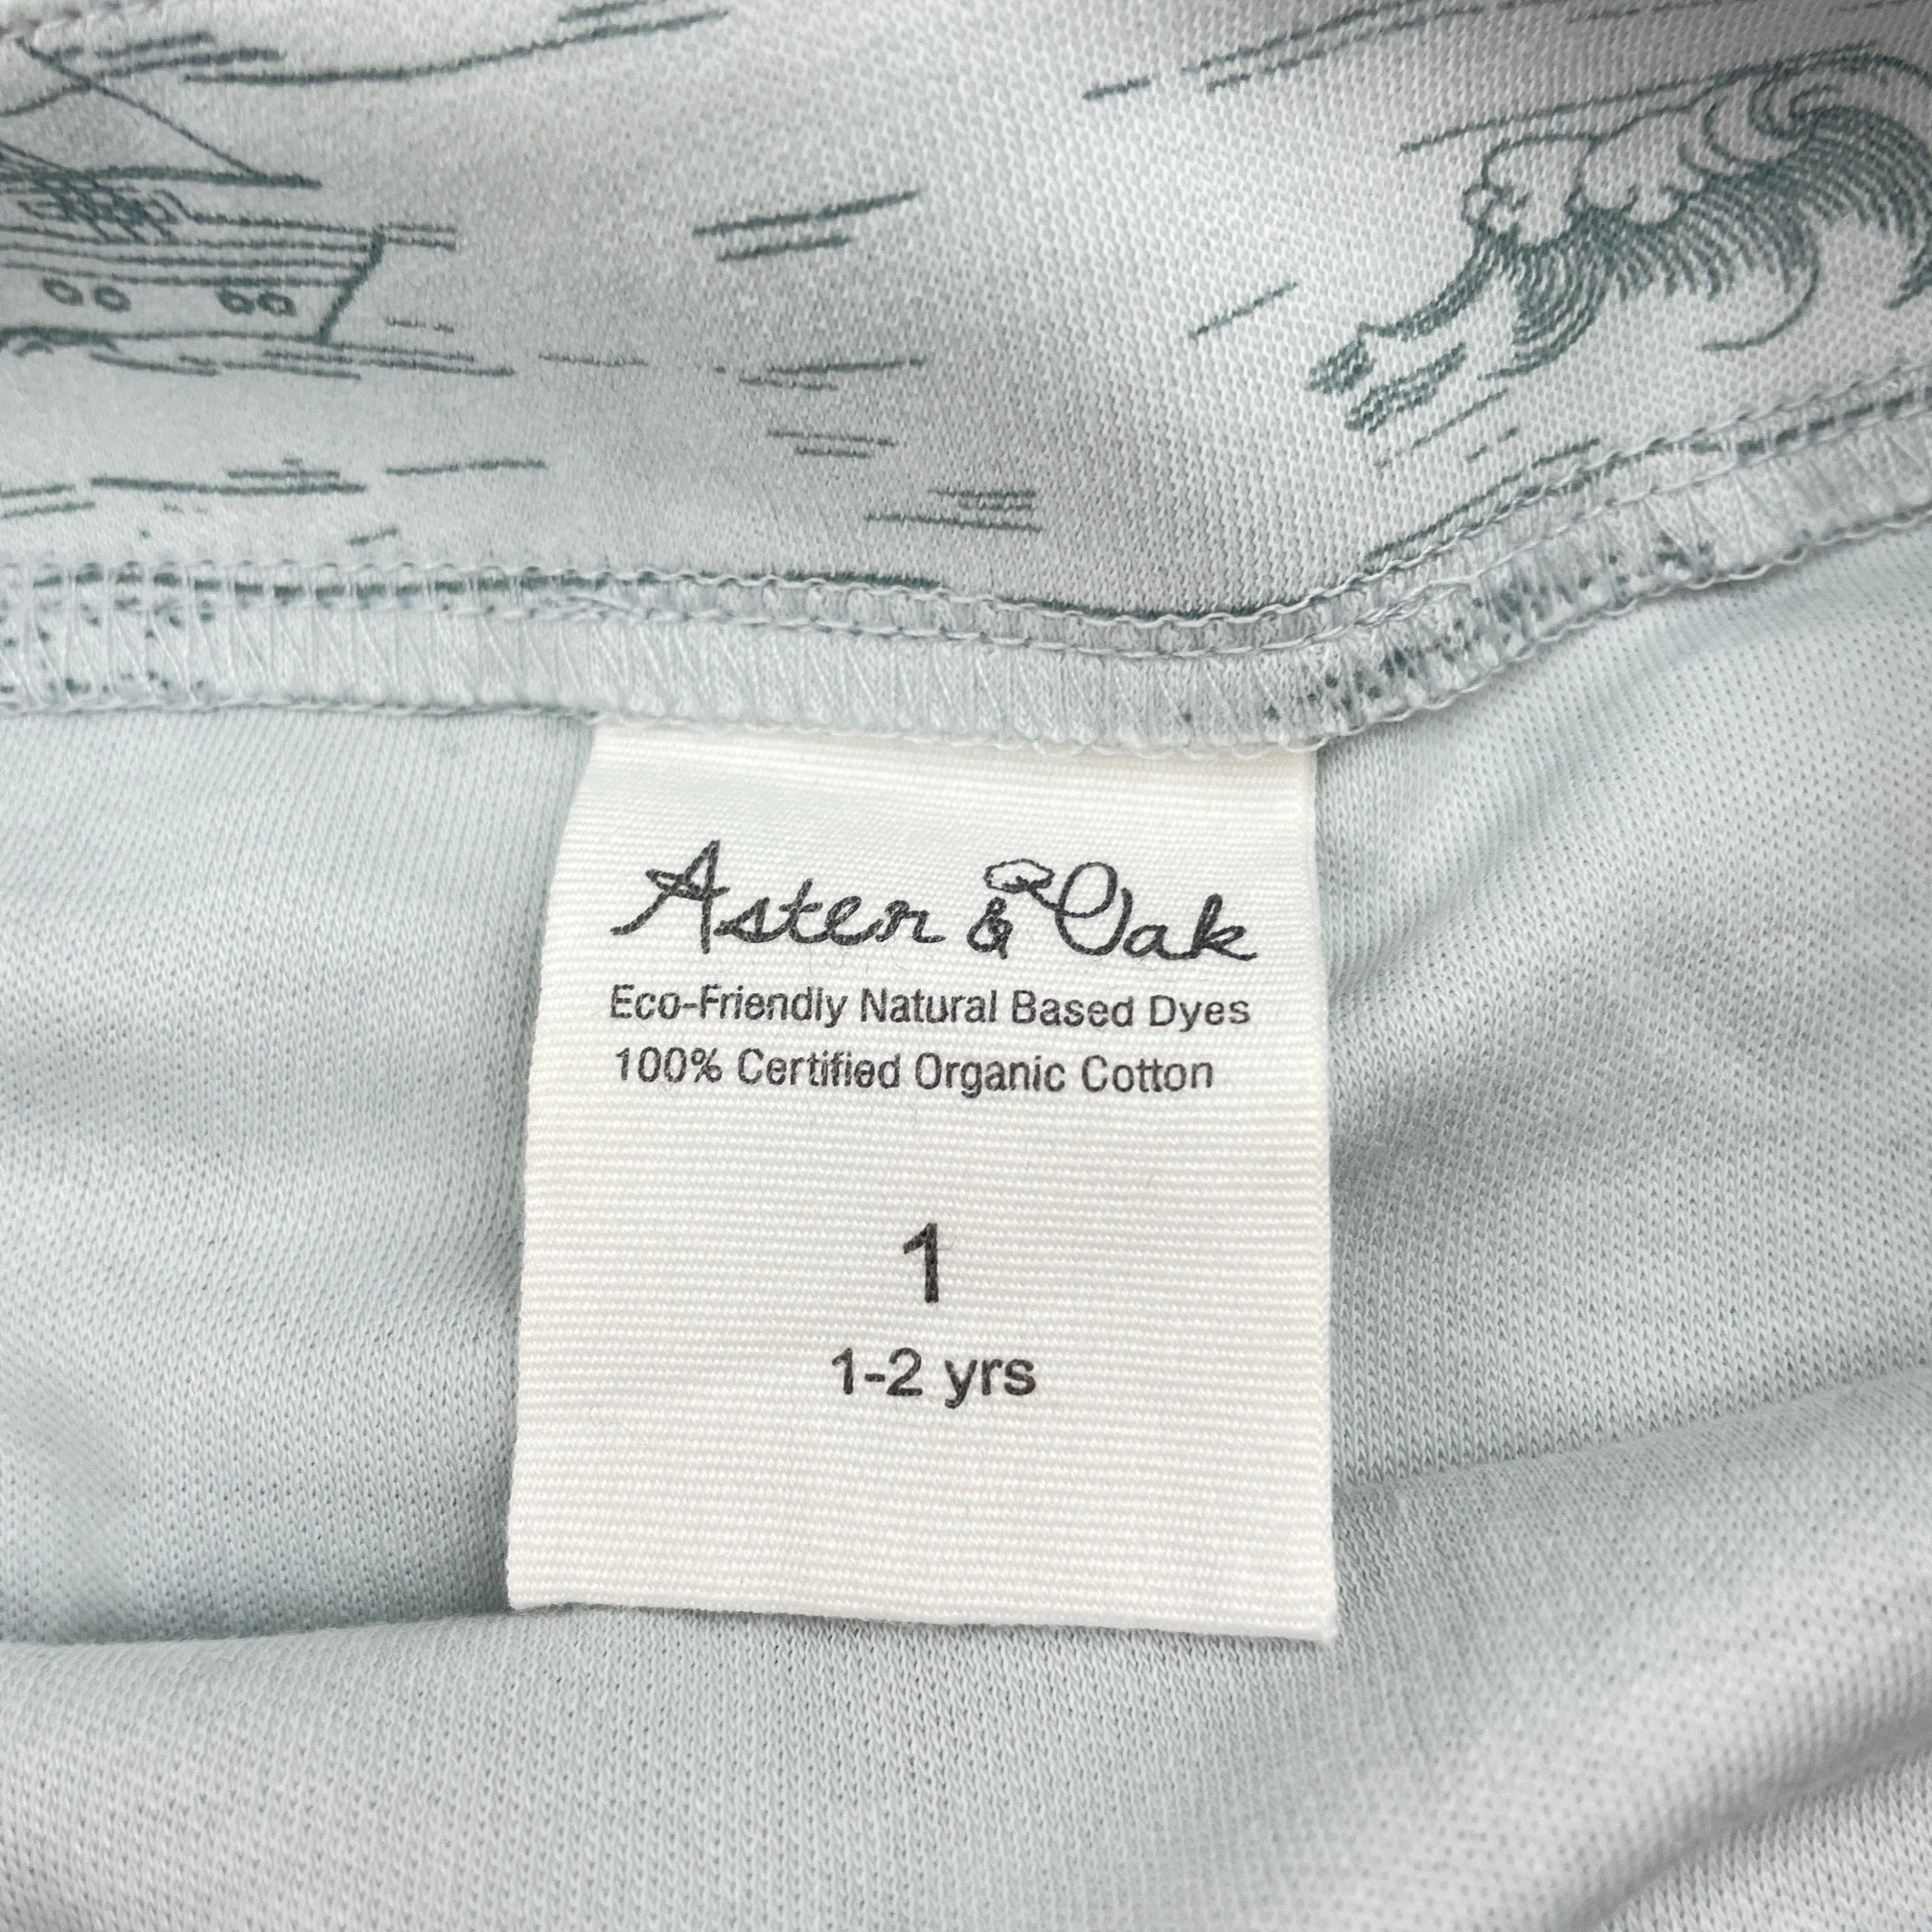 Aster & Oak
Eco-Friendly Natural Based Dyes
100% Certified Organic Cotton
1
1-2 yrs